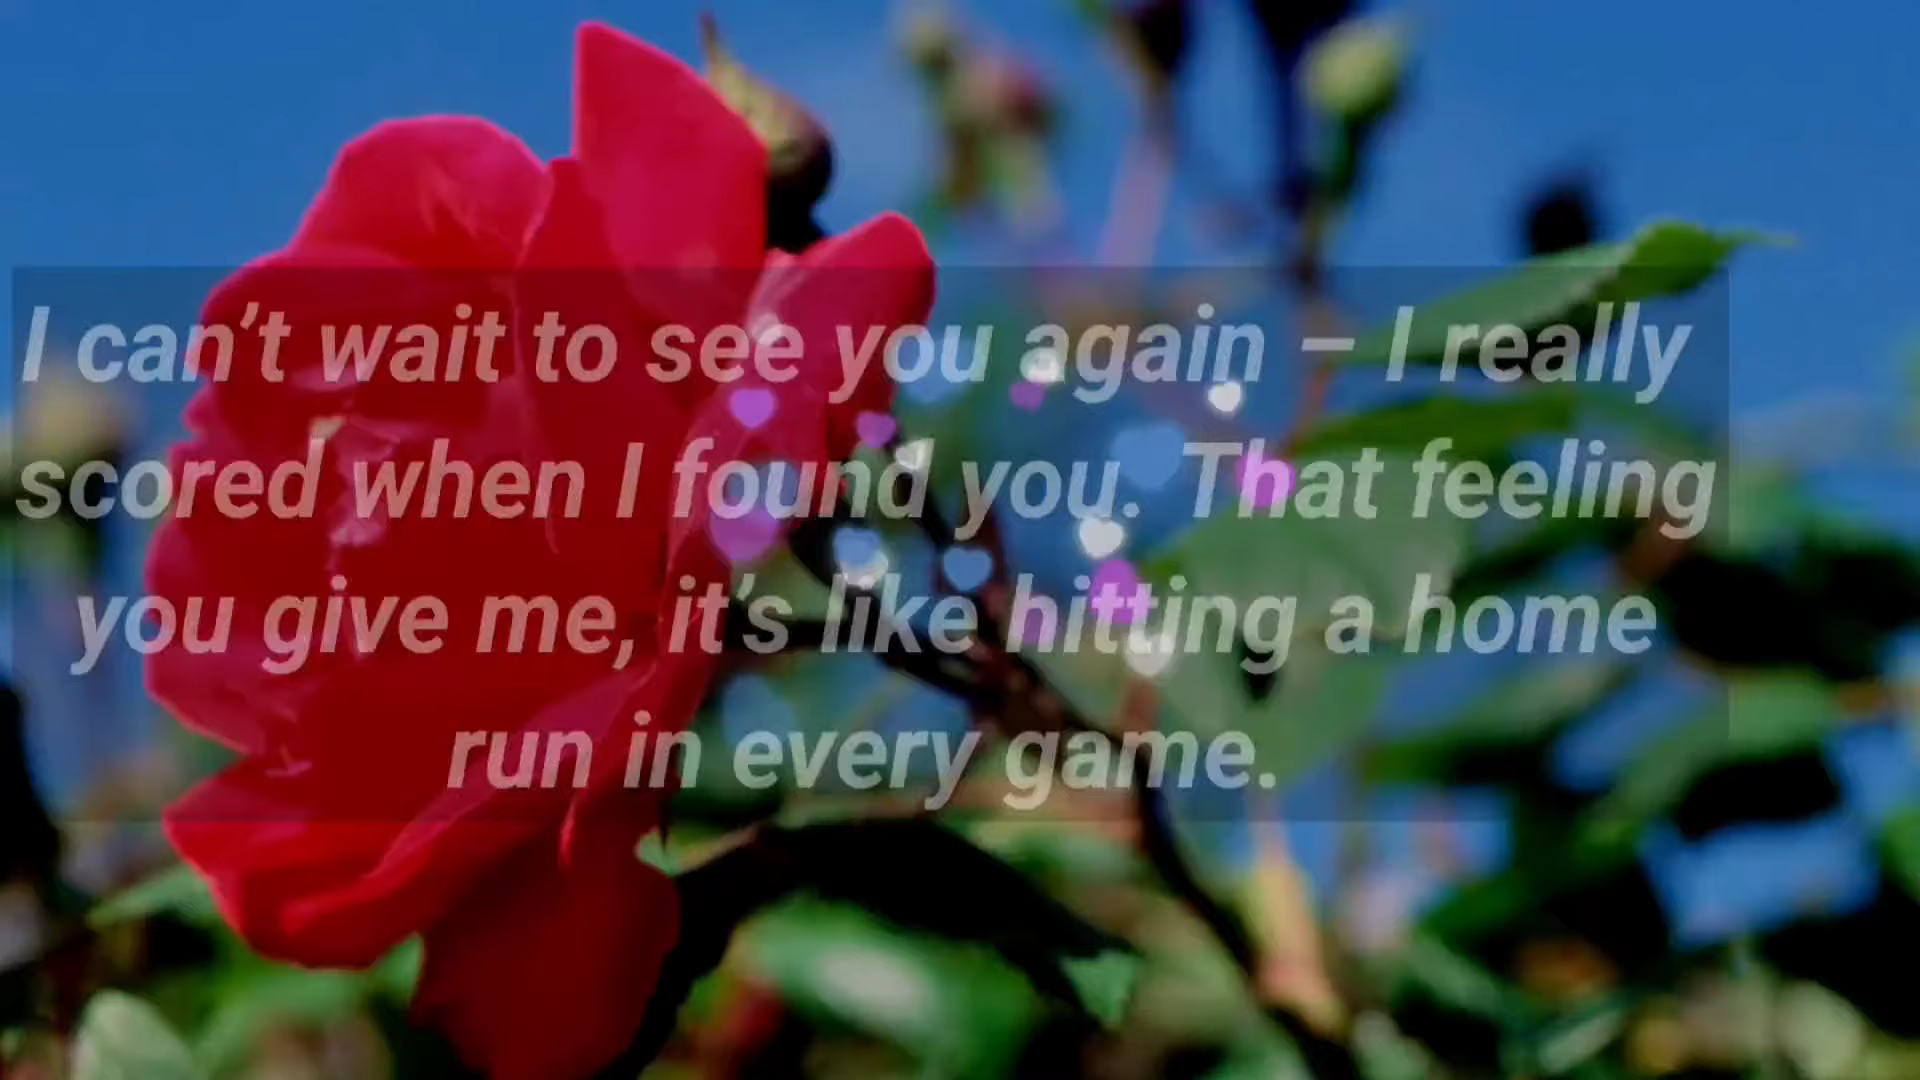 I can’t wait to see you again – I really
scored when I found you. That feeling
you give me, it’s like hitting a home
run in every game.